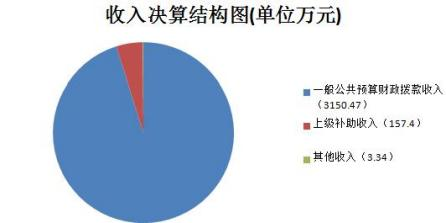 收入决算结构图(单位万元)
一般公共预算财政拨款收入
（3150.47）
上级补助收入（157.4）
其他收入（3.34）